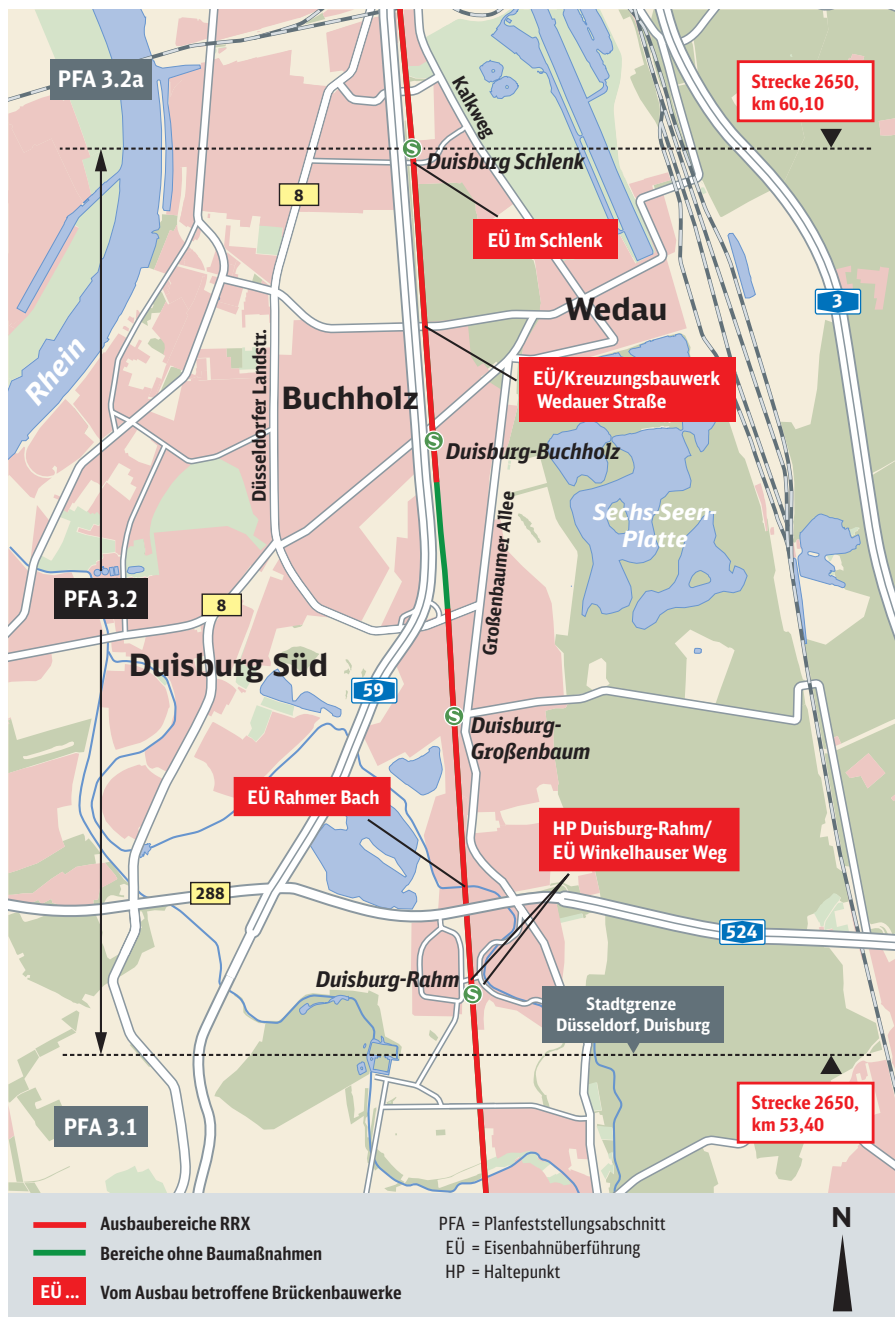 PFA 3.2a
Strecke 2650,
km 60,10
Kalkweg
Duisburg Schlenk
8
EÜ Im Schlenk
3
Wedau
Rhein
Düsseldorfer Landstr.
EÜ/Kreuzungsbauwerk
Wedauer Straße
Buchholz
Duisburg-Buchholz
Sechs-Seen-
Platte
Großenbaumer Allee
PFA 3.2
8
Duisburg Süd
59
Duisburg-
Großenbaum
EÜ Rahmer Bach
HP Duisburg-Rahm/
EÜ Winkelhauser Weg
288
524
Duisburg-Rahm
Stadtgrenze
Düsseldorf, Duisburg
PFA 3.1
Strecke 2650,
km 53,40
S
S
S
S
Ausbaubereiche RRX
Bereiche ohne Baumaßnahmen
EÜ ... Vom Ausbau betroffene Brückenbauwerke
PFA = Planfeststellungsabschnitt
EÜ = Eisenbahnüberführung
HP = Haltepunkt
N